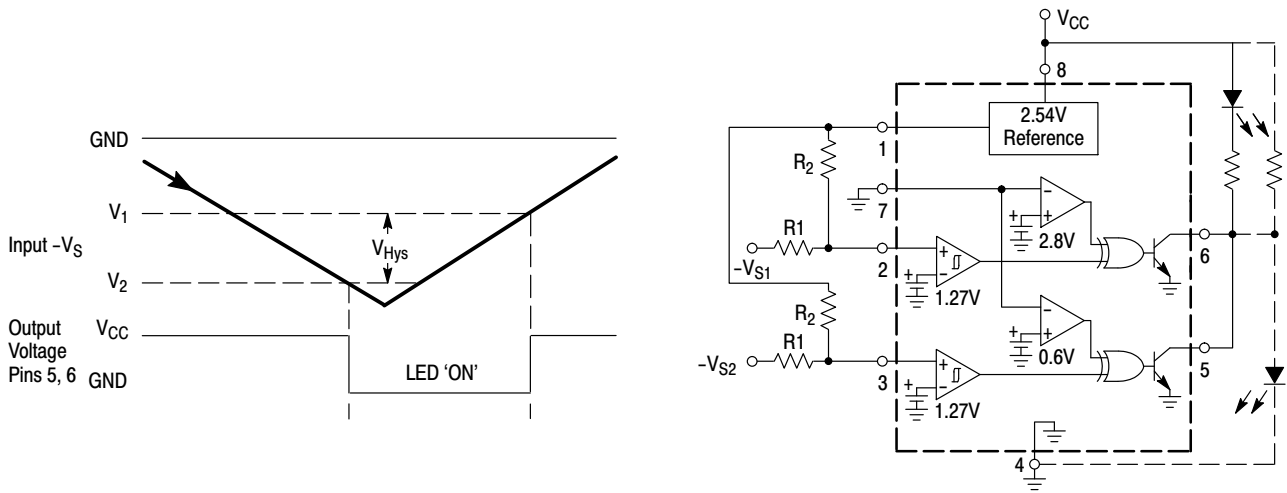 GND
V1
Input –VS
VHys
V2
Output
Voltage
Pins 5, 6
VCC
GND
LED 'ON'
VCC
8
2.54V
Reference
1
R2
7
2.8V
R1
–VS1
2
1.27V
6
R2
R1
–VS2
3
0.6V
1.27V
5
4